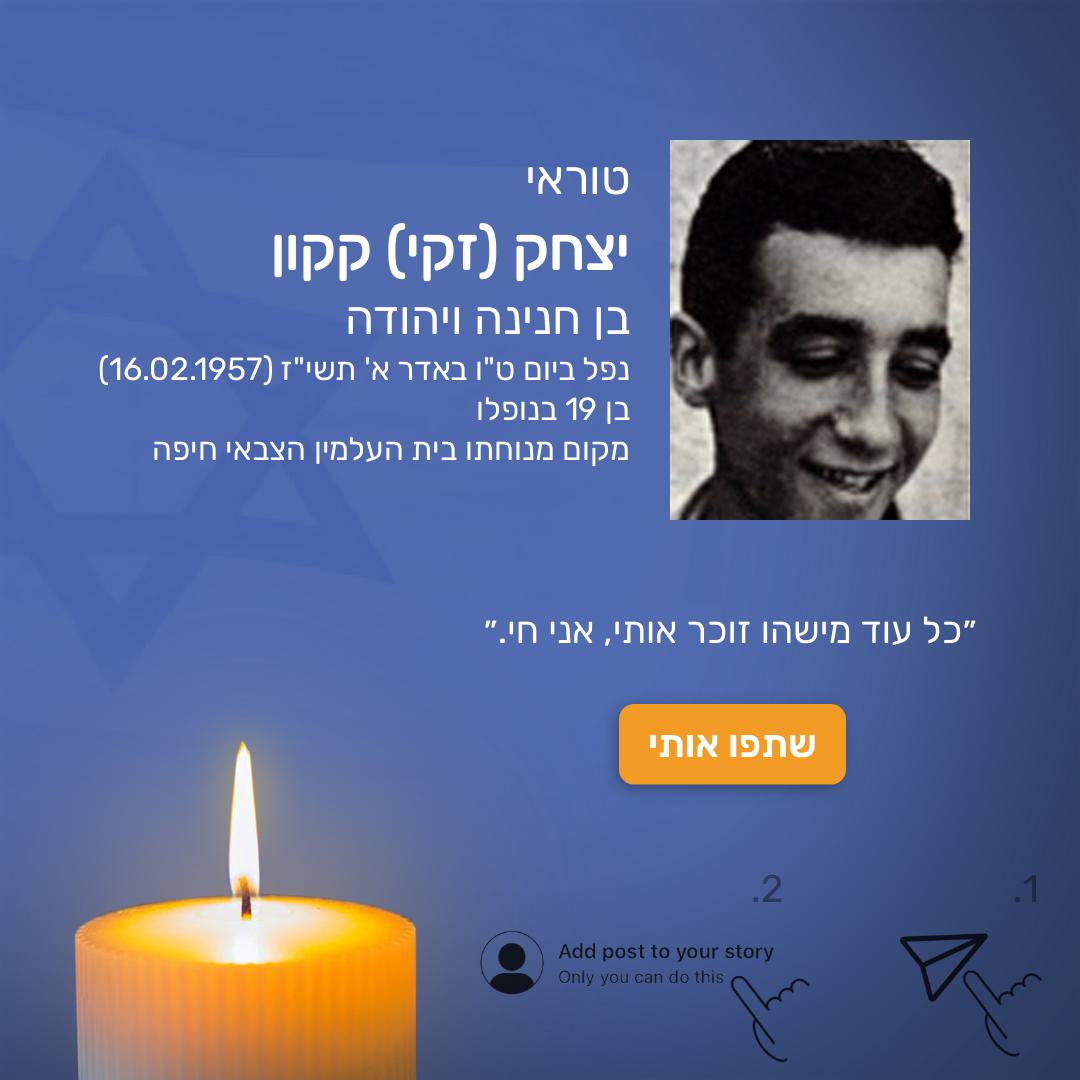 טוראי
יצחק (זקי) קקון
בן חנינה ויהודה
נפל ביום ט"ו באדר א' תשי"ז (16.02.1957)
בן 19 בנופלו
מקום מנוחתו בית העלמין הצבאי חיפה
״כל עוד מישהו זוכר אותי, אני חי.״
שתפו אותי
1.
2.
Add post to your story
Only you can do this